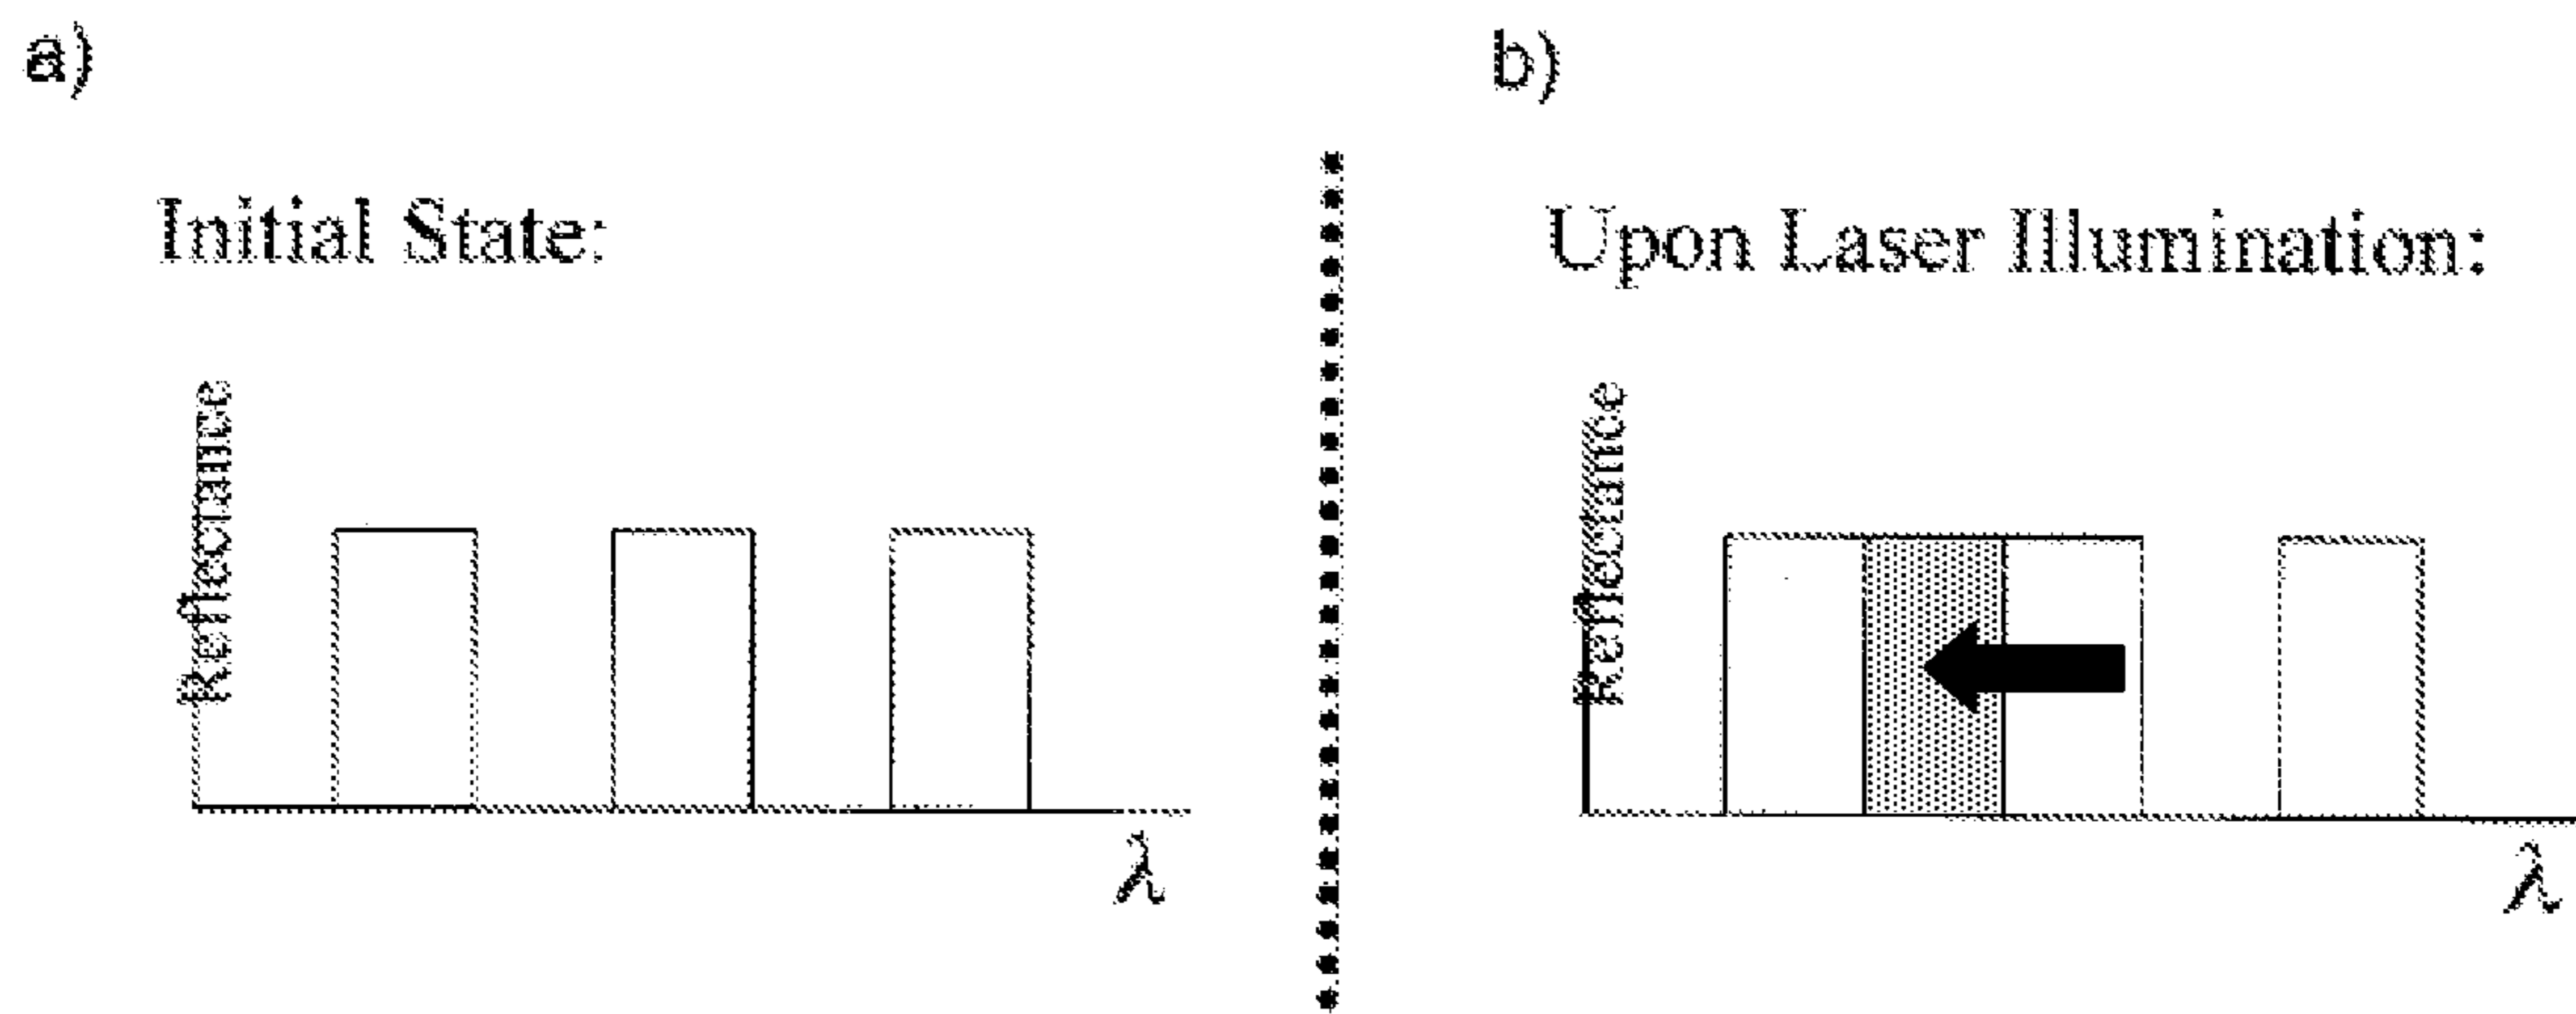 a)
Initial State:
Reflectance
λ
b)
Upon Laser Illumination:
Reflectance
λ